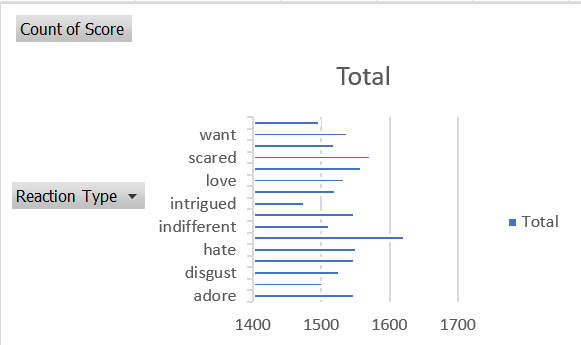 Count of Score
Total
want
scared
love
Reaction Type
intrigued
indifferent
Total
hate
disgust
adore
1400 1500 1600 1700